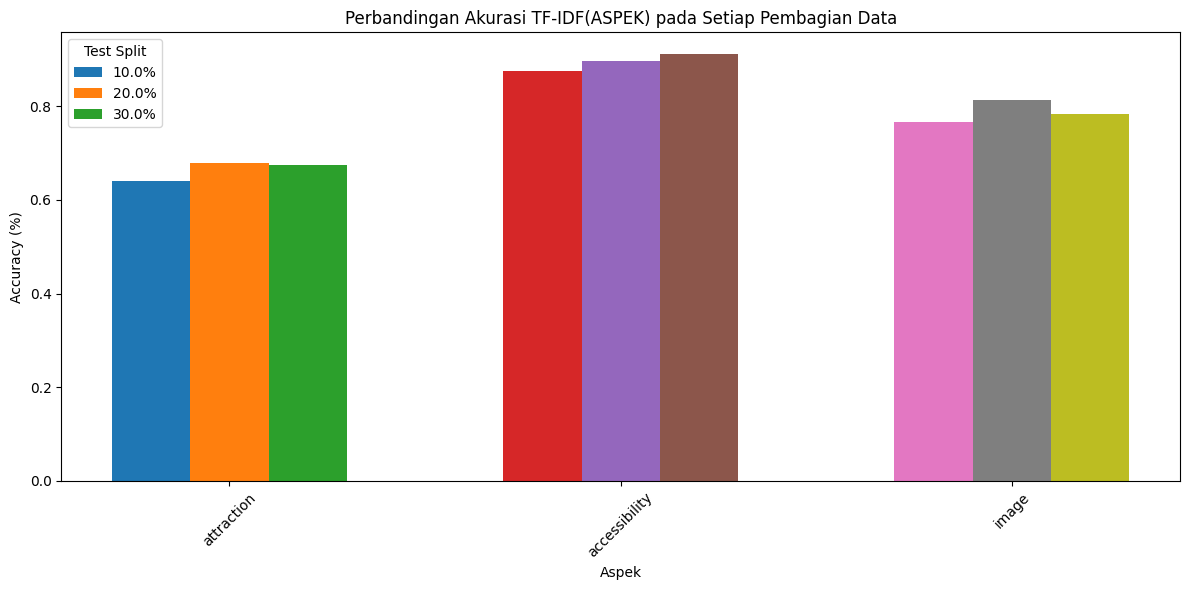 Perbandingan Akurasi TF-IDF(ASPEK) pada Setiap Pembagian Data
Test Split
10.0%
20.0%
30.0%
Accuracy (%)
0.8
0.6
0.4
0.2
0.0
attraction
accessibility
image
Aspek